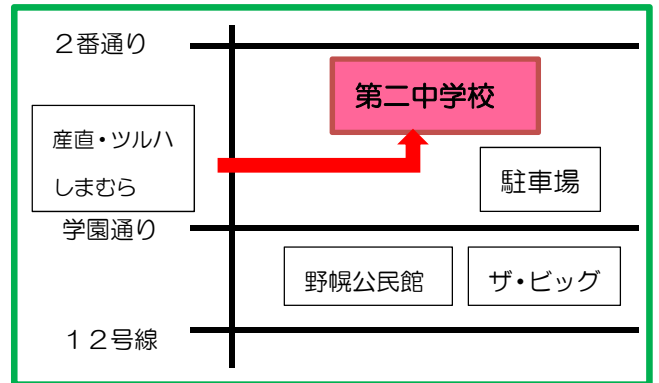 ２番通り
第二中学校
産直・ツルハ
しまむら
駐車場
学園通り
野幌公民館
ザ・ビッグ
１２号線